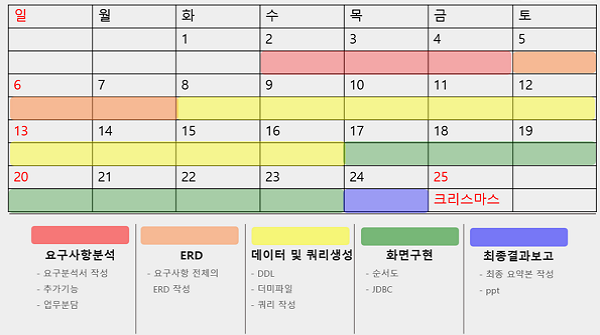 일 월 화 수 목 금 토
1 2 3 4 5
6 7 8 9 10 11 12
13 14 15 16 17 18 19
20 21 22 23 24 25
크리스마스
요구사항분석
- 요구분석서 작성
- 추가기능
- 업무분담
ERD
- 요구사항 전체의
ERD 작성
데이터 및 쿼리생성
- DDL
- 더미파일
- 쿼리 작성
화면구현
- 순서도
- JDBC
최종결과보고
- 최종 요약본 작성
- ppt